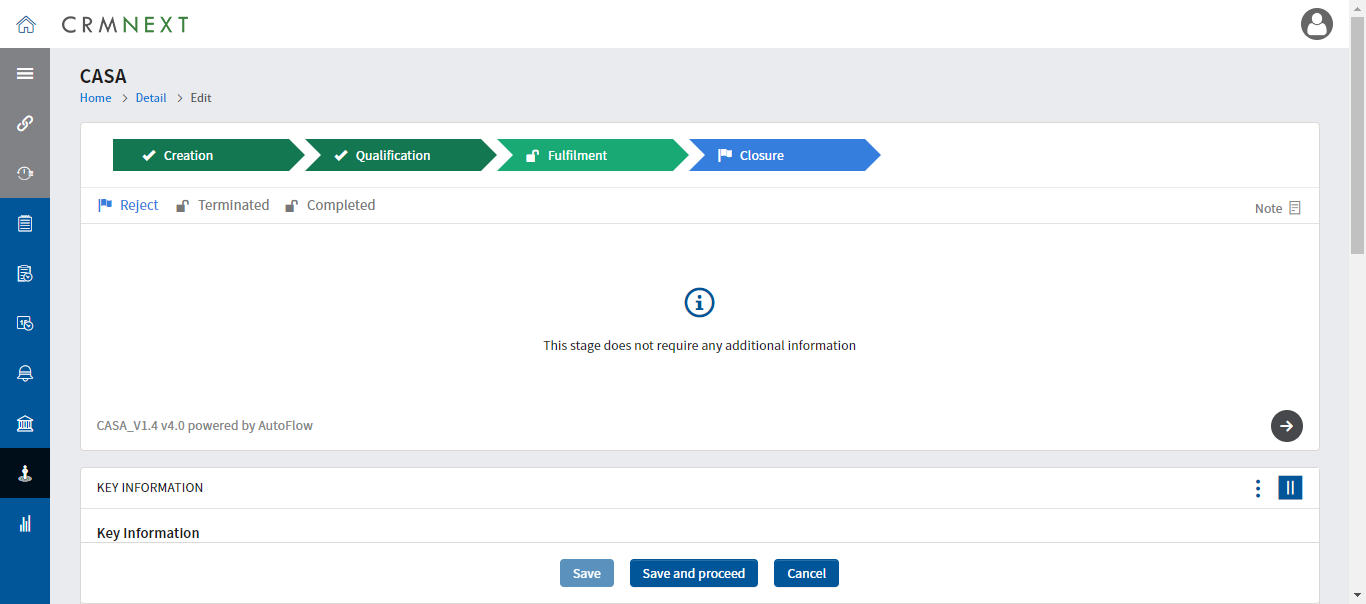 CRMNEXT
CASA
Home > Detail > Edit
Creation Qualification Fulfilment Closure
Reject Terminated Completed Note
This stage does not require any additional information
CASA_V1.4 v4.0 powered by AutoFlow
KEY INFORMATION
Key Information
Save Save and proceed Cancel